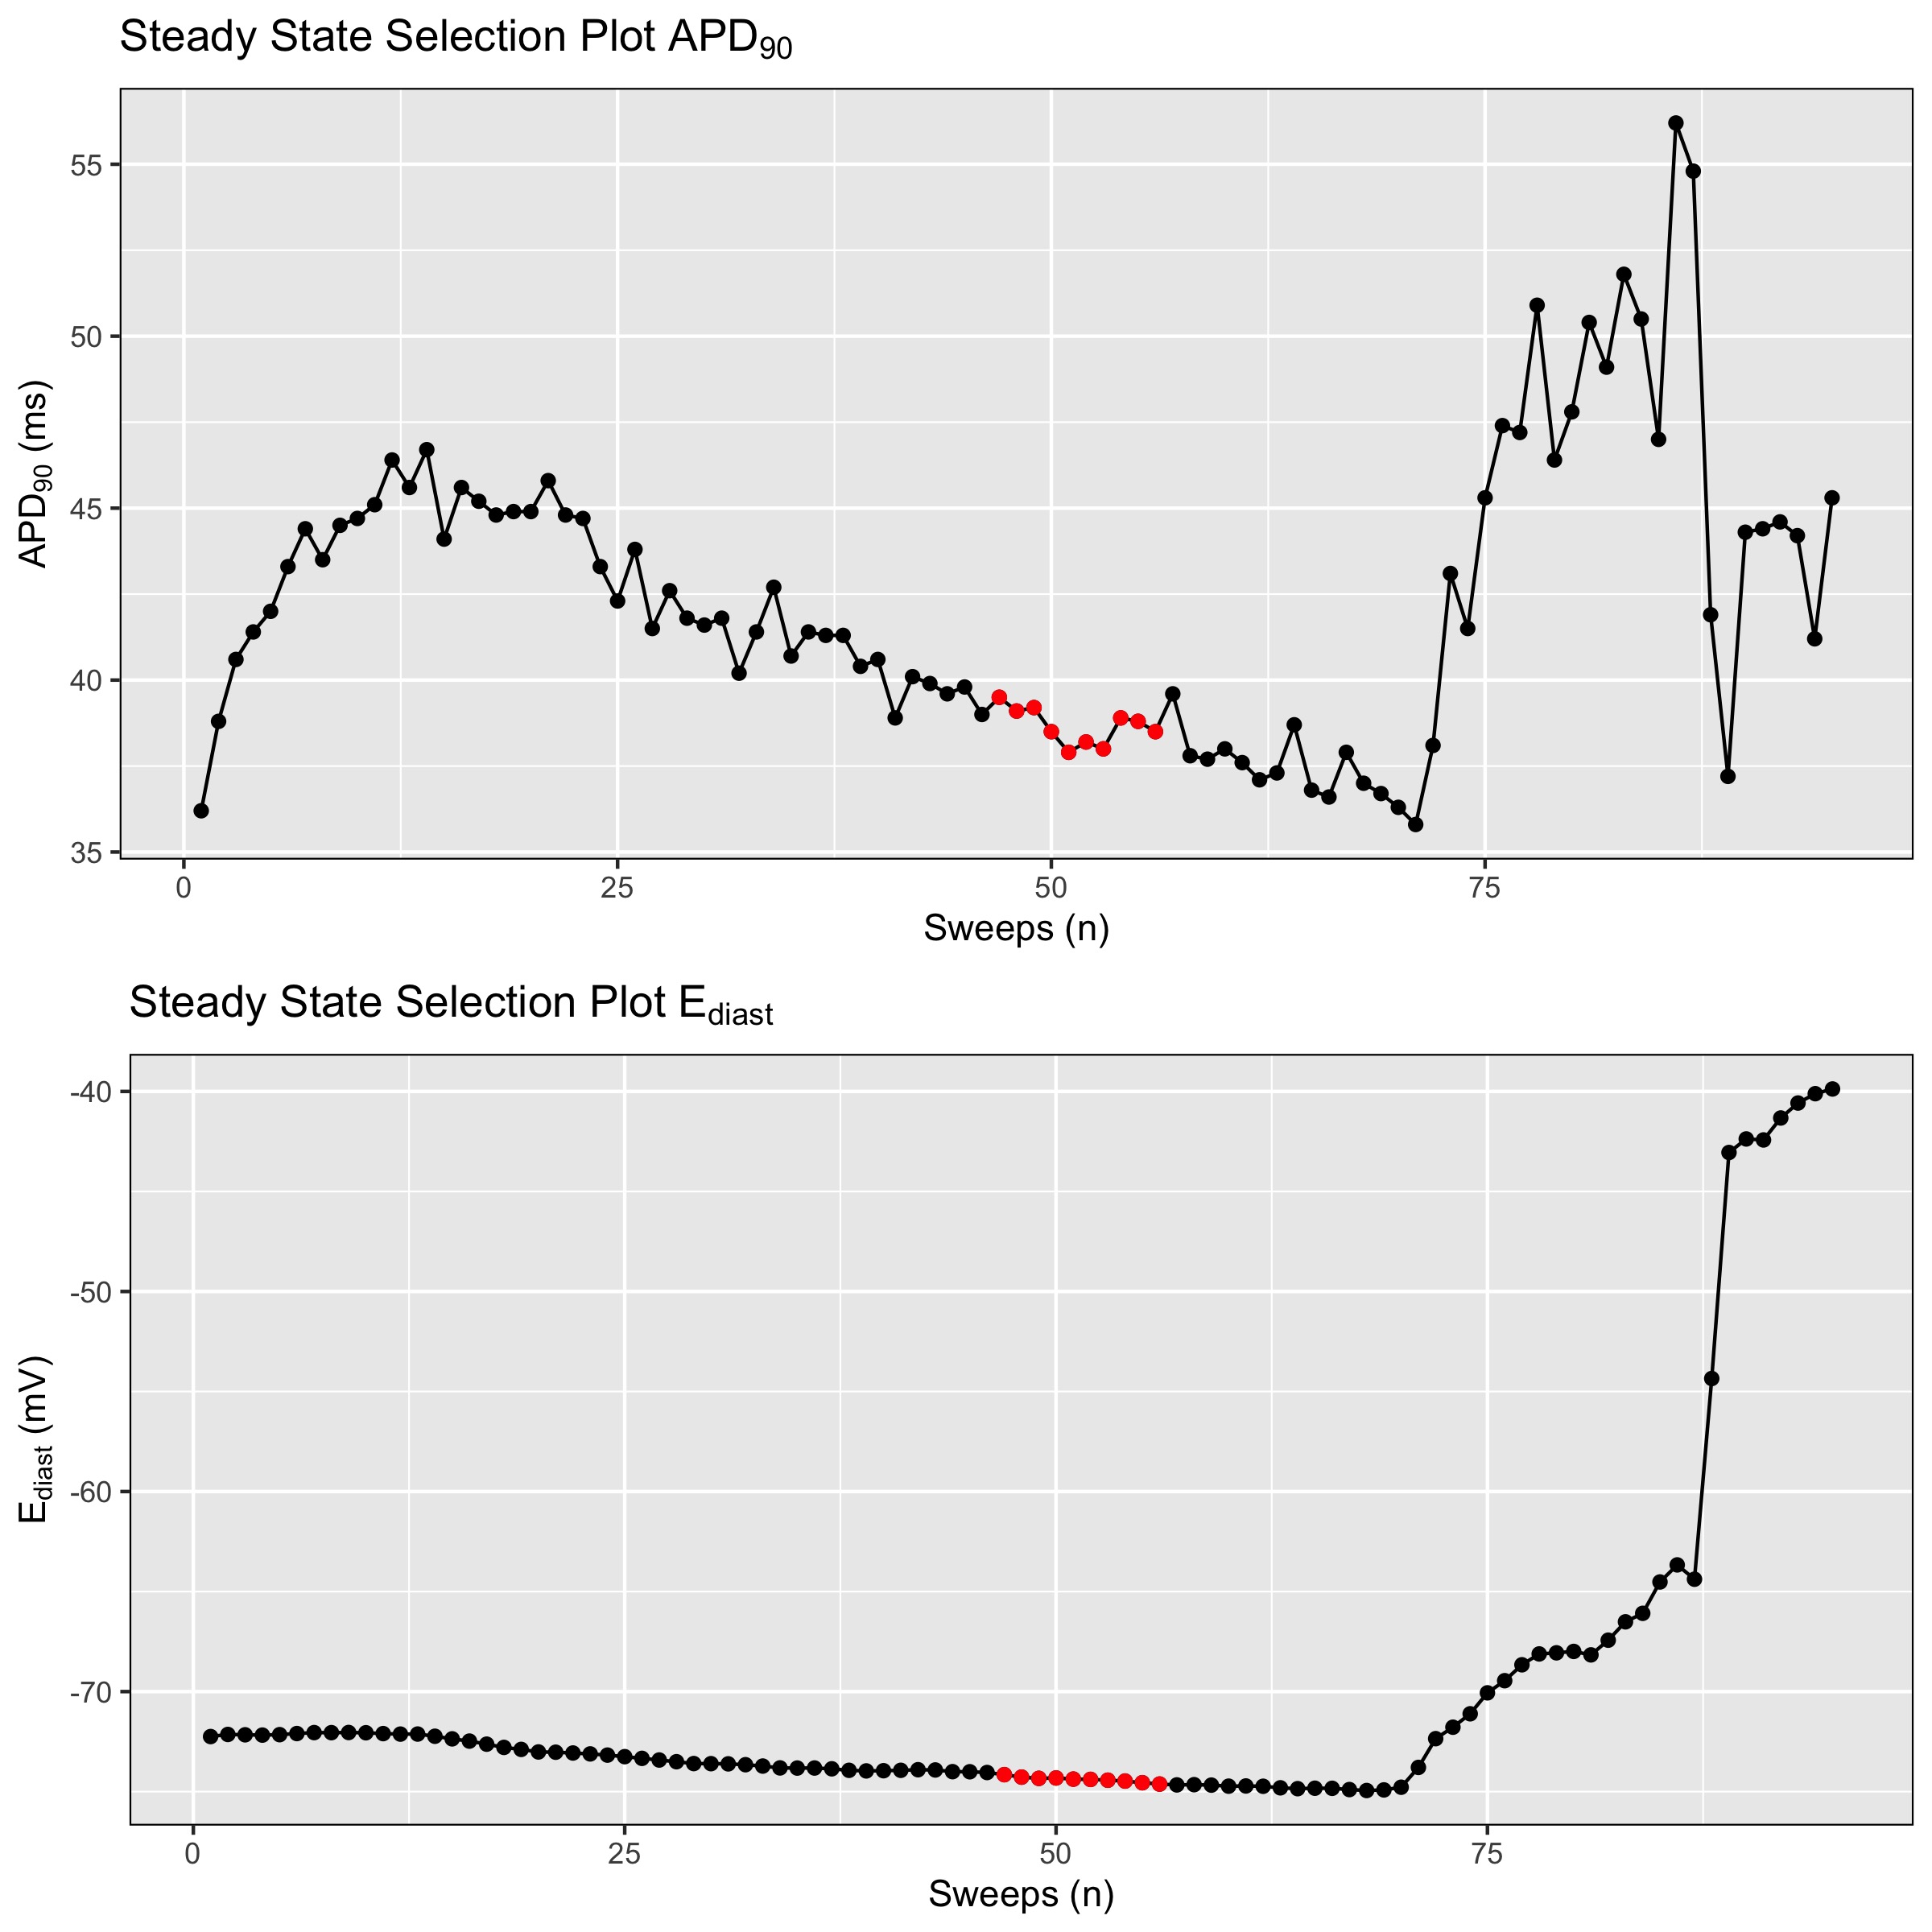 Steady State Selection Plot APD90
55
50
45
40
35
APD90 (ms)
0 25 50 75
Sweeps (n)
Steady State Selection Plot Ediast
-40
-50
-60
-70
Ediast (mV)
0 25 50 75
Sweeps (n)